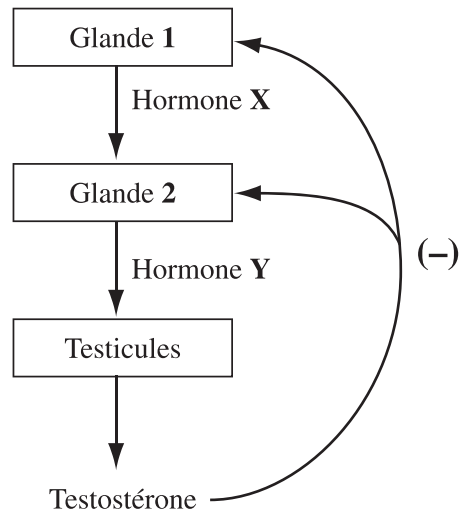 Glande 1
Hormone X
Glande 2
(–)
Hormone Y
Testicules
Testostérone